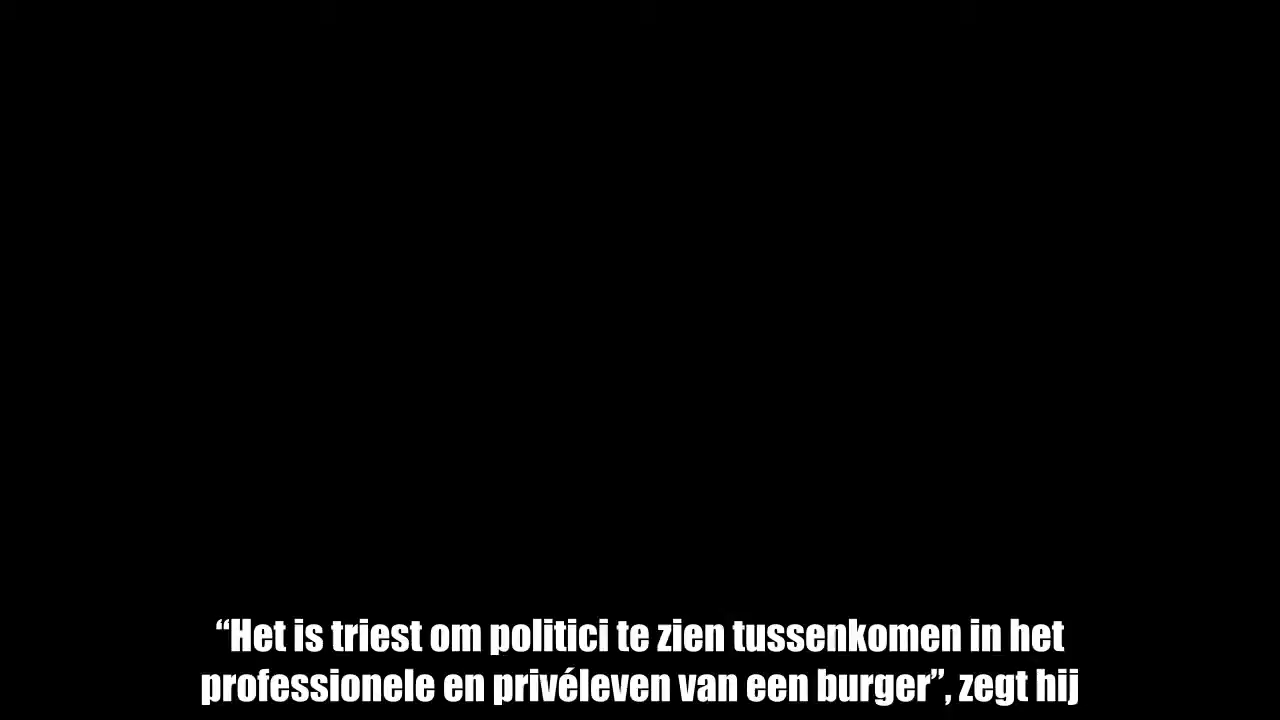 “Het is triest om politici te zien tussenkomen in het
professionele en privéleven van een burger”, zegt hij